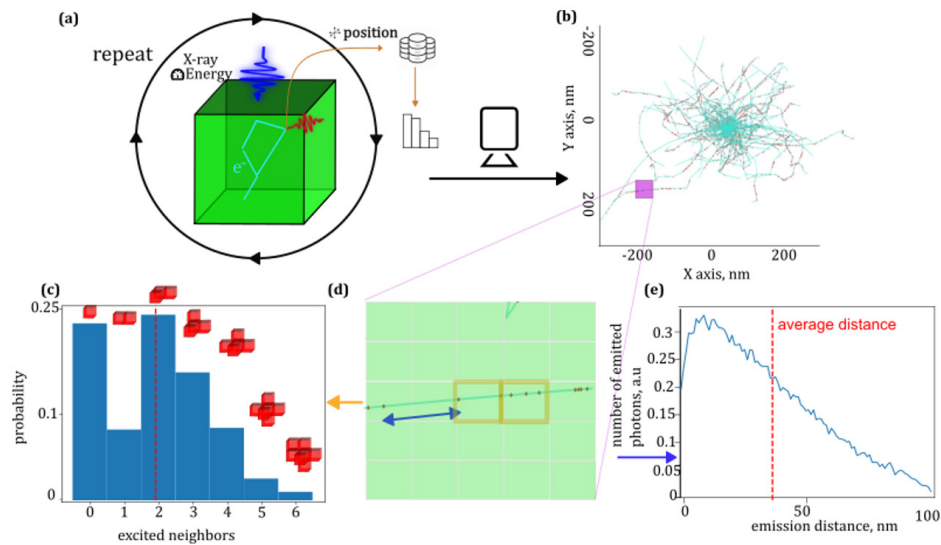 (a)
repeat
X-ray
Energy
position
e-
(b)
Y axis, nm
-200
0
200
-200
0
200
X axis, nm
(c)
probability
0.25
0.1
0
0
1
2
3
4
5
6
excited neighbors
(d)
(e)
number of emitted
photons, a.u
0.3
0.25
0.2
0.15
0.1
0.05
0
average distance
0
50
100
emission distance, nm